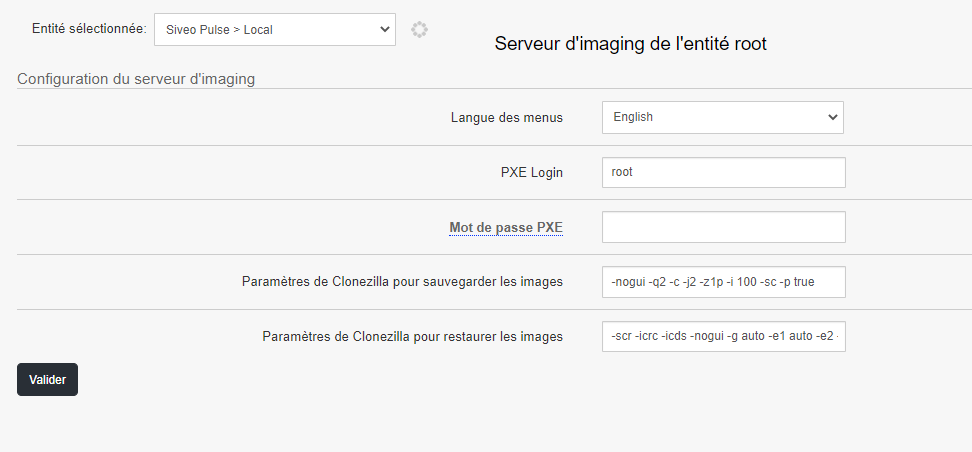 Entité sélectionnée: Siveo Pulse > Local
Serveur d'imaging de l'entité root
Configuration du serveur d'imaging
Langue des menus English
PXE Login root
Mot de passe PXE
Paramètres de Clonezilla pour sauvegarder les images -nogui -q2 -c -j2 -z1p -i 100 -sc -p true
Paramètres de Clonezilla pour restaurer les images -scr -icrc -icds -nogui -g auto -e1 auto -e2
Valider